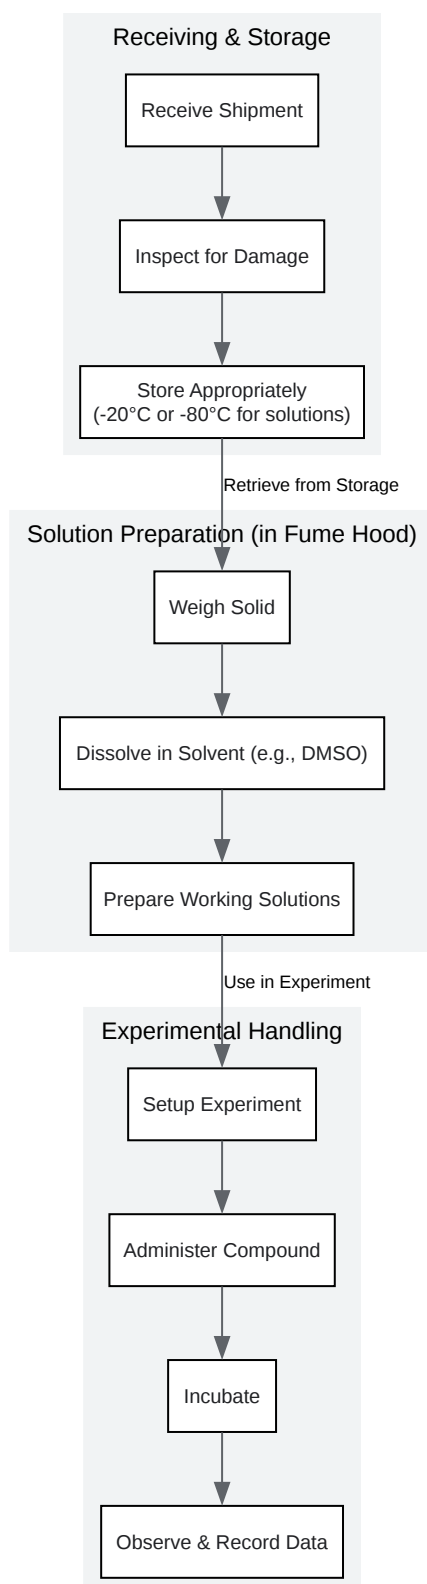 Receiving & Storage
Receive Shipment
Inspect for Damage
Store Appropriately
(-20°C or -80°C for solutions)
Retrieve from Storage
Solution Preparation (in Fume Hood)
Weigh Solid
Dissolve in Solvent (e.g., DMSO)
Prepare Working Solutions
Use in Experiment
Experimental Handling
Setup Experiment
Administer Compound
Incubate
Observe & Record Data